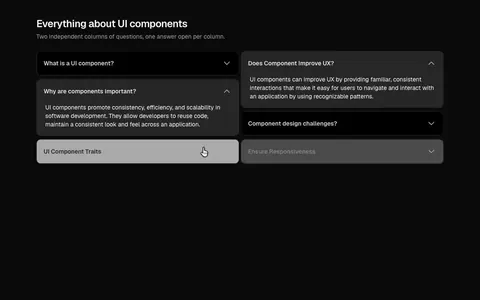 Everything about UI components
Two independent columns of questions, one answer open per column.
What is a UI component?
Why are components important?
UI components promote consistency, efficiency, and scalability in
software development. They allow developers to reuse code,
maintain a consistent look and feel across an application.
UI Component Traits
Does Component Improve UX?
UI components can improve UX by providing familiar, consistent
interactions that make it easy for users to navigate and interact with
an application by using recognizable patterns.
Component design challenges?
Ensure Responsiveness